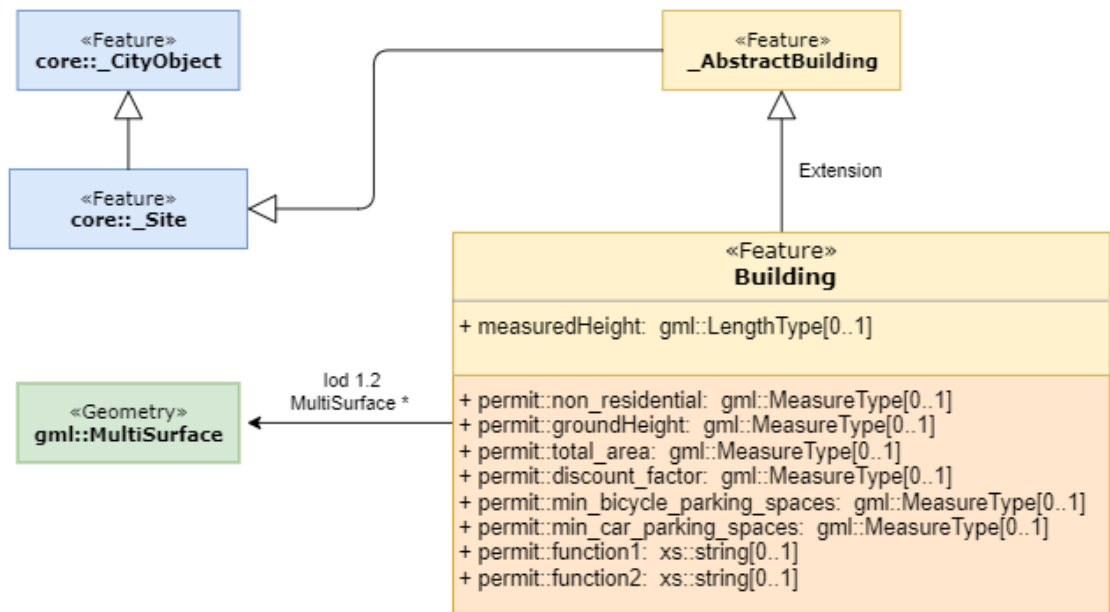 «Feature»
core::_CityObject
«Feature»
_AbstractBuilding
Extension
«Feature»
core::_Site
«Feature»
Building
+ measuredHeight: gml::LengthType[0..1]
lod 1.2
MultiSurface *
«Geometry»
gml::MultiSurface
+ permit::non_residential: gml::MeasureType[0..1]
+ permit::groundHeight: gml::MeasureType[0..1]
+ permit::total_area: gml::MeasureType[0..1]
+ permit::discount_factor: gml::MeasureType[0..1]
+ permit::min_bicycle_parking_spaces: gml::MeasureType[0..1]
+ permit::min_car_parking_spaces: gml::MeasureType[0..1]
+ permit::function1: xs::string[0..1]
+ permit::function2: xs::string[0..1]